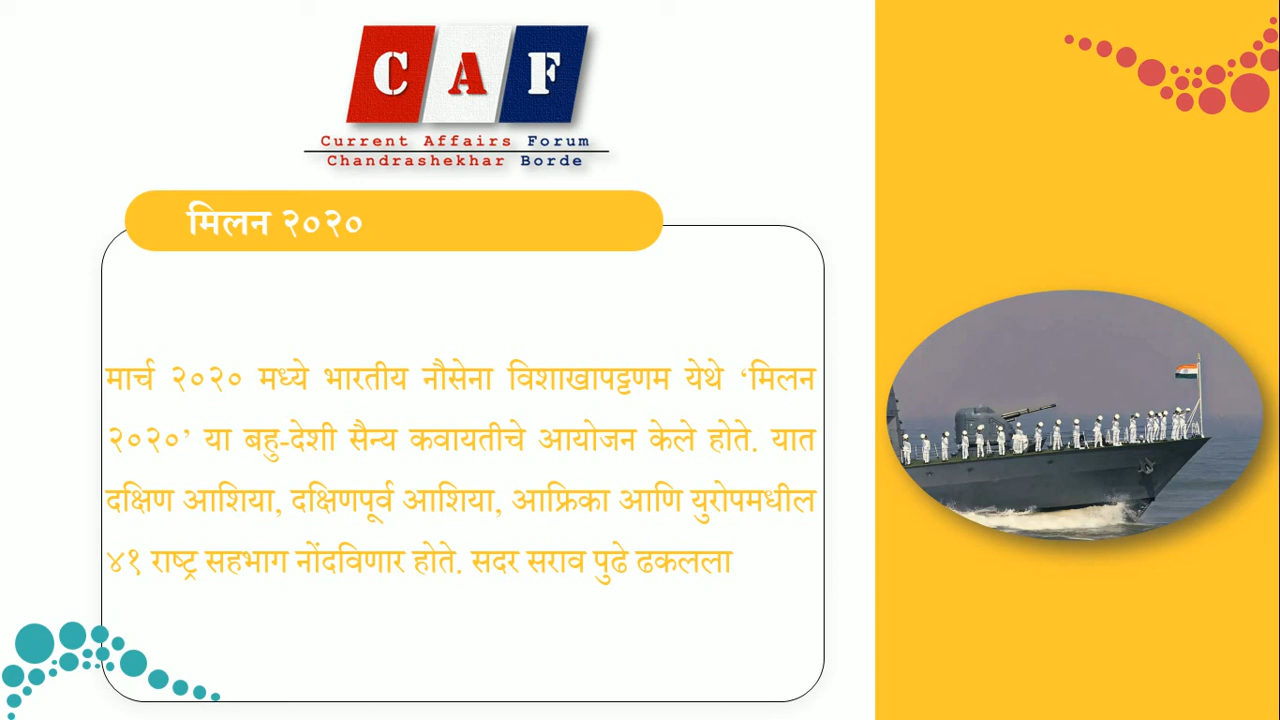 C A F
Current Affairs Forum
Chandrashekhar Borde
मिलन २०२०
मार्च २०२० मध्ये भारतीय नौसेना विशाखापट्टणम येथे ‘मिलन
२०२०’ या बहु-देशी सैन्य कवायतीचे आयोजन केले होते. यात
दक्षिण आशिया, दक्षिणपूर्व आशिया, आफ्रिका आणि युरोपमधील
४१ राष्ट्र सहभाग नोंदविणार होते. सदर सराव पुढे ढकलला